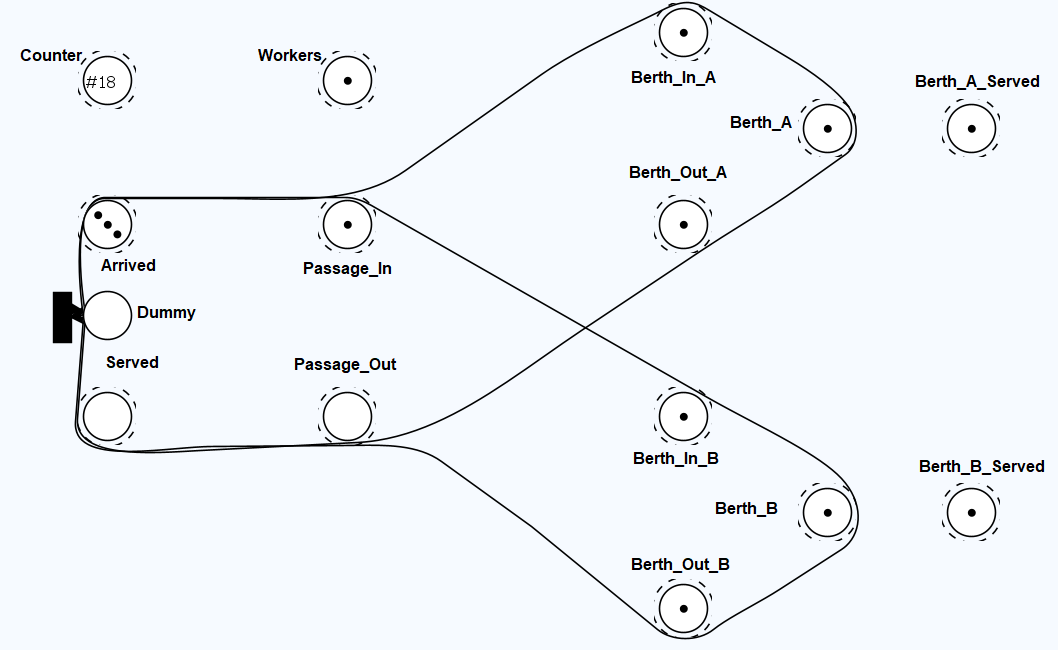 Counter
#18
Workers
Berth_In_A
Berth_A
Berth_A_Served
Berth_Out_A
Arrived
Passage_In
Dummy
Served
Passage_Out
Berth_In_B
Berth_B
Berth_B_Served
Berth_Out_B